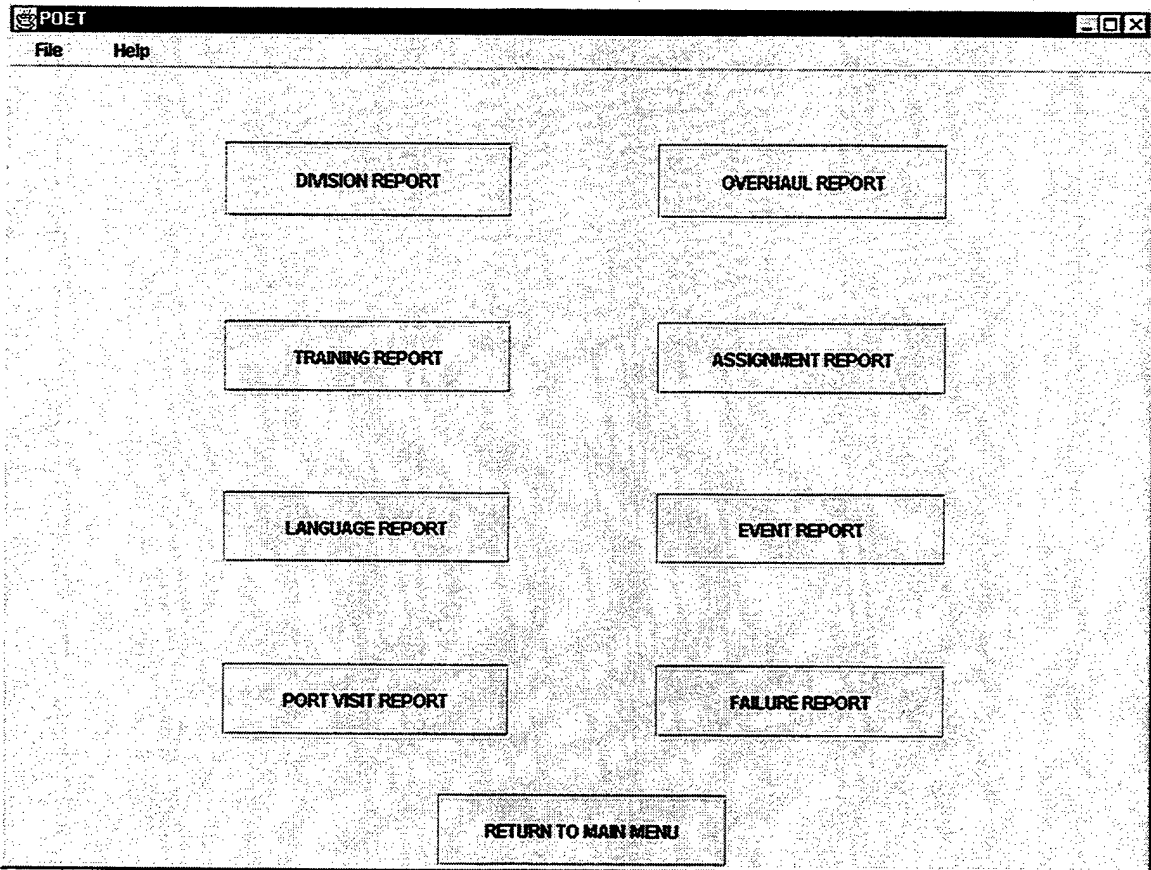 POET
File Help
DIVISION REPORT OVERHAUL REPORT
TRAINING REPORT ASSIGNMENT REPORT
LANGUAGE REPORT EVENT REPORT
PORT VISIT REPORT FAILURE REPORT
RETURN TO MAIN MENU